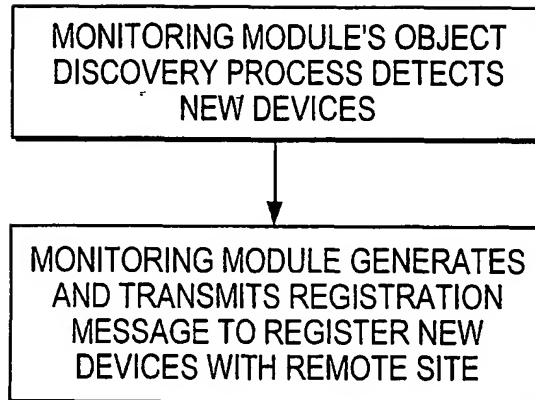 MONITORING MODULE'S OBJECT
DISCOVERY PROCESS DETECTS
NEW DEVICES
MONITORING MODULE GENERATES
AND TRANSMITS REGISTRATION
MESSAGE TO REGISTER NEW
DEVICES WITH REMOTE SITE